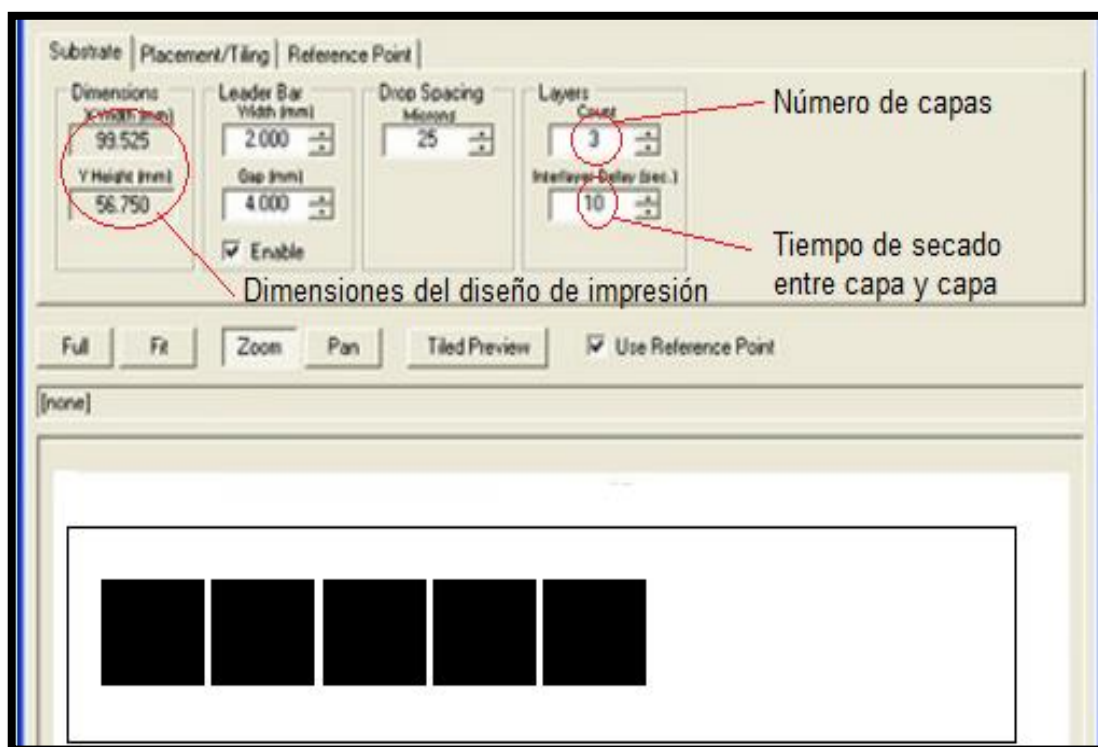 Substrate Placement/Tiling Reference Point
Dimensions Leader Bar Drop Spacing Layers
X-Width (mm) Width (mm) Microns Count
99.525 2.000 25 3
Número de capas
Y Height (mm) Gap (mm) Interlayer Delay (sec.)
56.750 4.000 10
Enable
Tiempo de secado
entre capa y capa
Dimensiones del diseño de impresión
Full Fit Zoom Pan Tiled Preview Use Reference Point
[none]